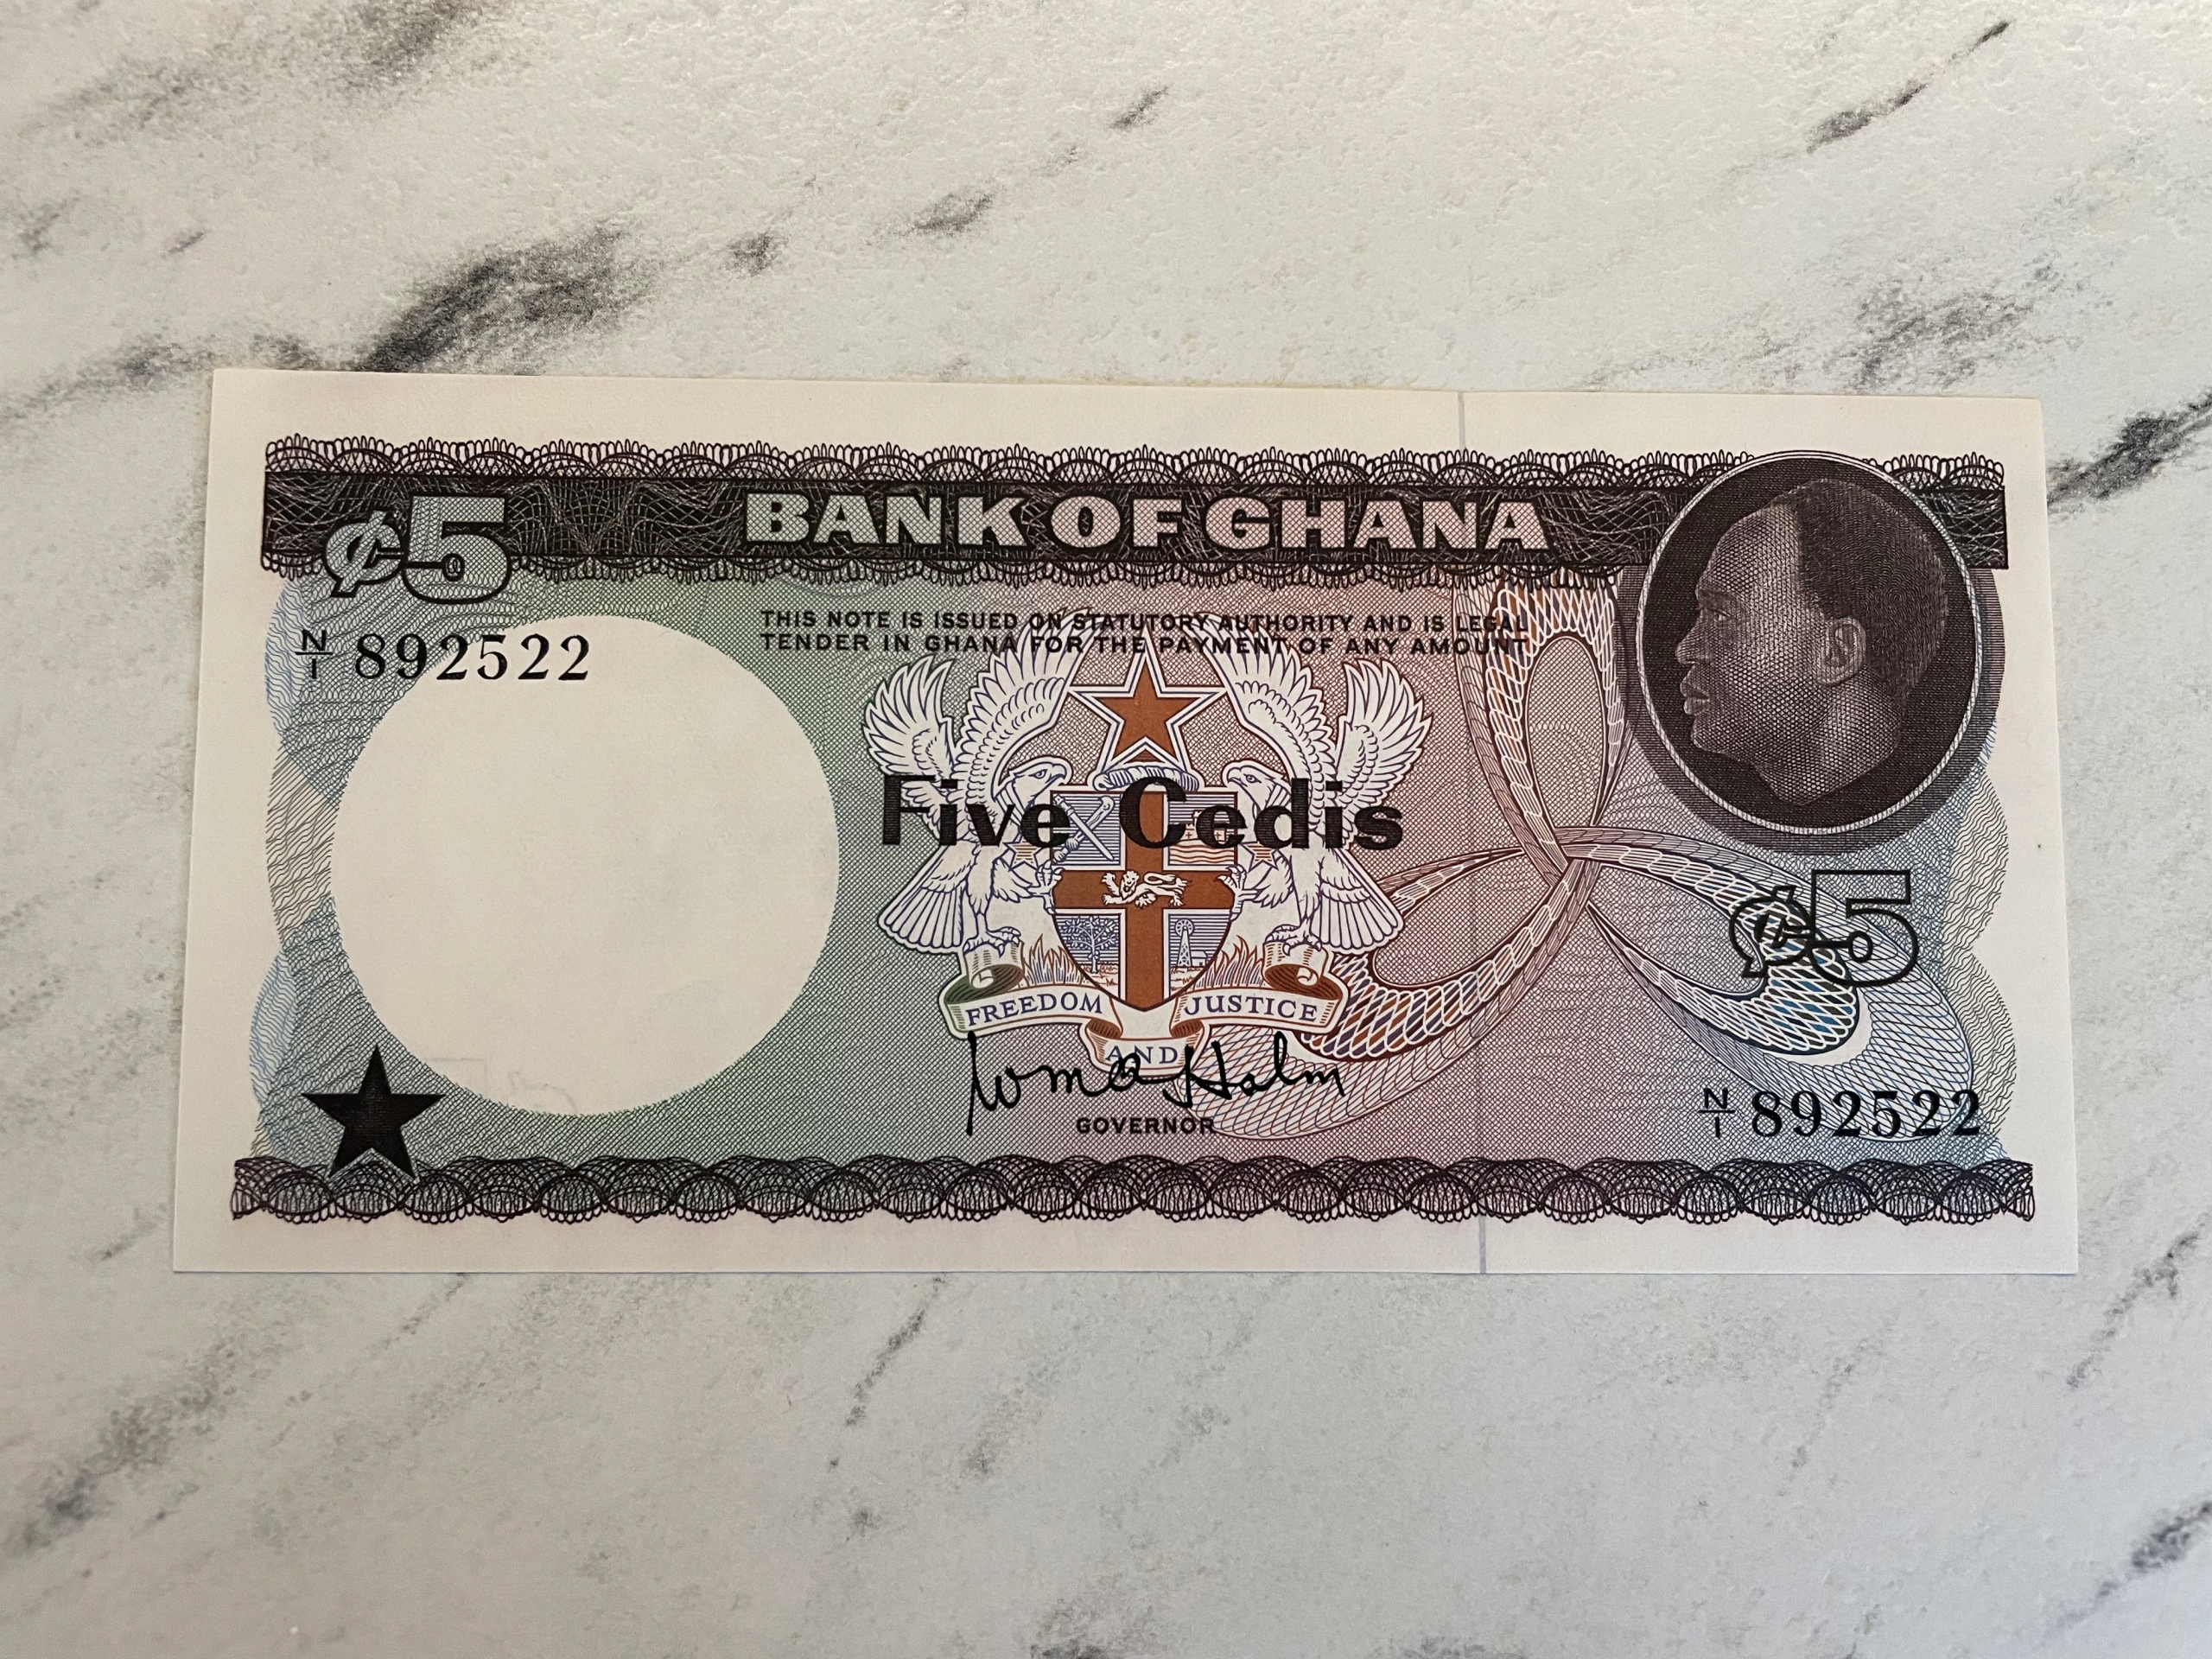 ¢5 BANK OF GHANA
THIS NOTE IS ISSUED ON STATUTORY AUTHORITY AND IS LEGAL
TENDER IN GHANA FOR THE PAYMENT OF ANY AMOUNT
N/1 892522
Five Cedis
¢5
FREEDOM AND JUSTICE
GOVERNOR
N/1 892522